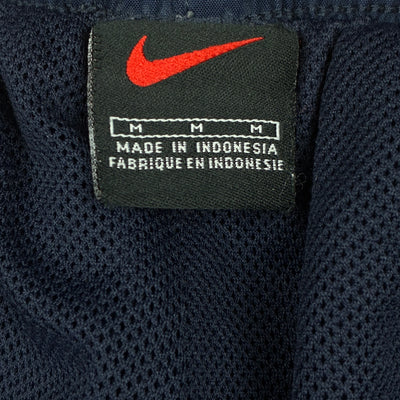 M M M
MADE IN INDONESIA
FABRIQUE EN INDONESIE